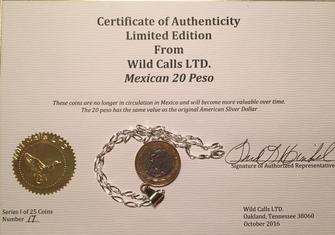 Certificate of Authenticity
Limited Edition
From
Wild Calls LTD.
Mexican 20 Peso
These coins are no longer in circulation in Mexico and will become more valuable over time.
The 20 peso has the same value as the original American Sliver Dollar
Signature of Authorized Representative
Series I of 25 Coins
Number 17
Wild Calls LTD.
Oakland, Tennessee 38060
October 2016